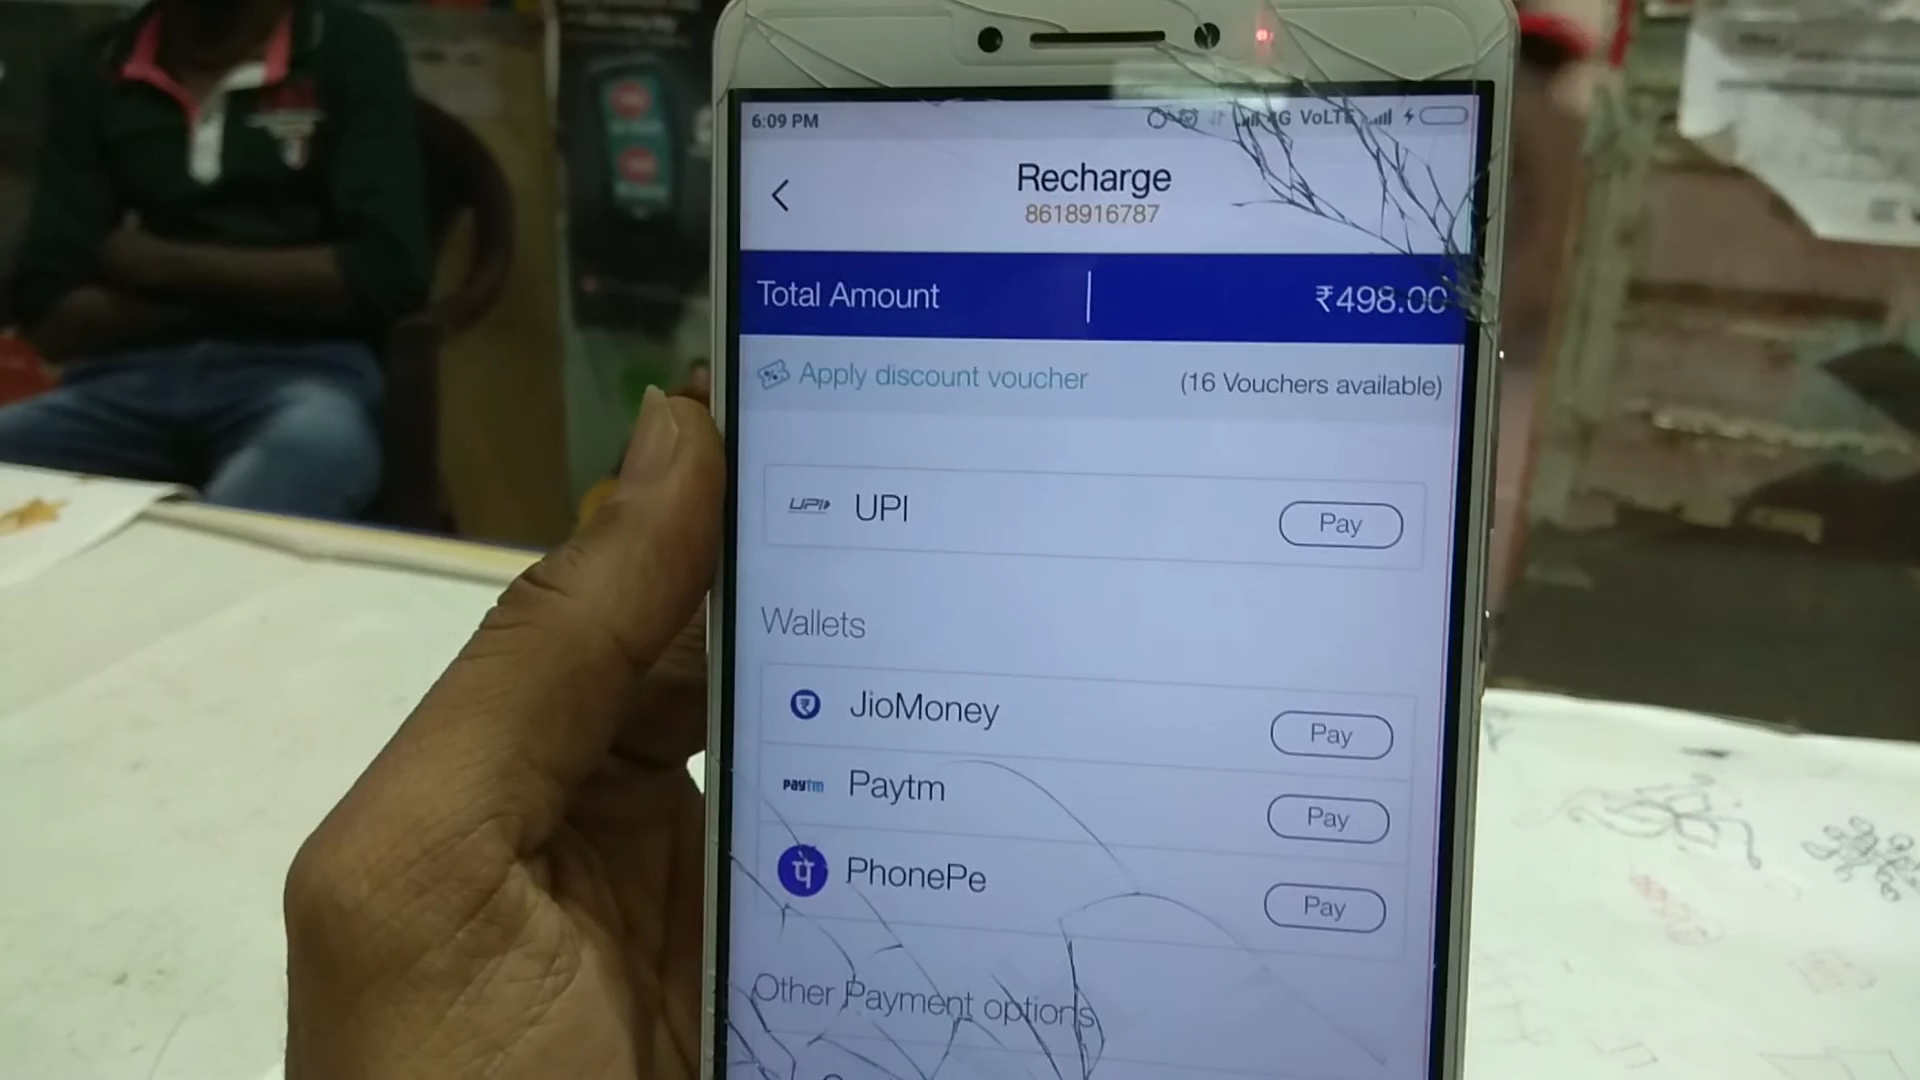 6:09 PM
4G VoLTE
Recharge
8618916787
Total Amount
₹498.00
Apply discount voucher
(16 Vouchers available)
UPI UPI
Pay
Wallets
JioMoney
Pay
Paytm Paytm
Pay
पे PhonePe
Pay
Other Payment options